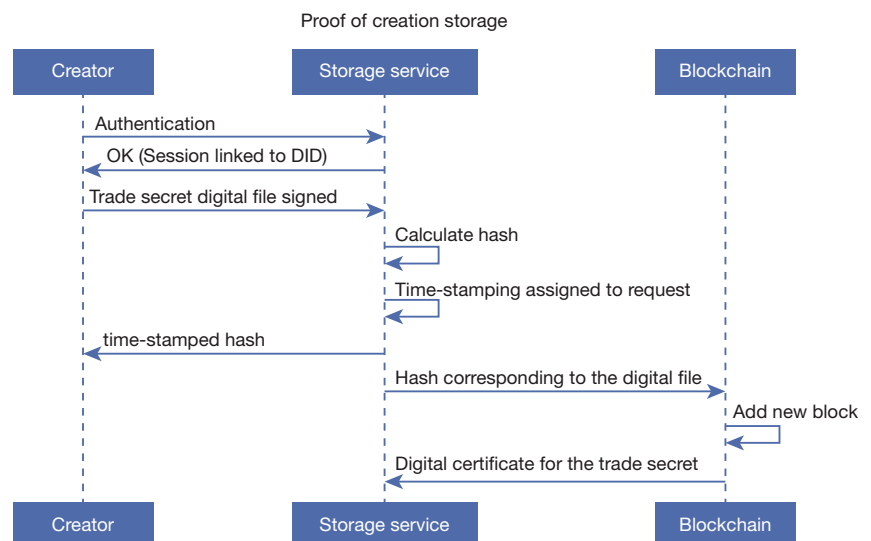 Proof of creation storage
Creator
Storage service
Blockchain
Authentication
OK (Session linked to DID)
Trade secret digital file signed
Calculate hash
Time-stamping assigned to request
time-stamped hash
Hash corresponding to the digital file
Add new block
Digital certificate for the trade secret
Creator
Storage service
Blockchain